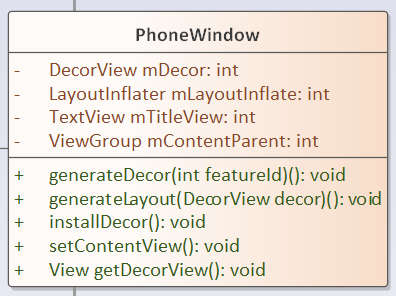 PhoneWindow
- DecorView mDecor: int
- LayoutInflater mLayoutInflate: int
- TextView mTitleView: int
- ViewGroup mContentParent: int
+ generateDecor(int featureId)(): void
+ generateLayout(DecorView decor)(): void
+ installDecor(): void
+ setContentView(): void
+ View getDecorView(): void